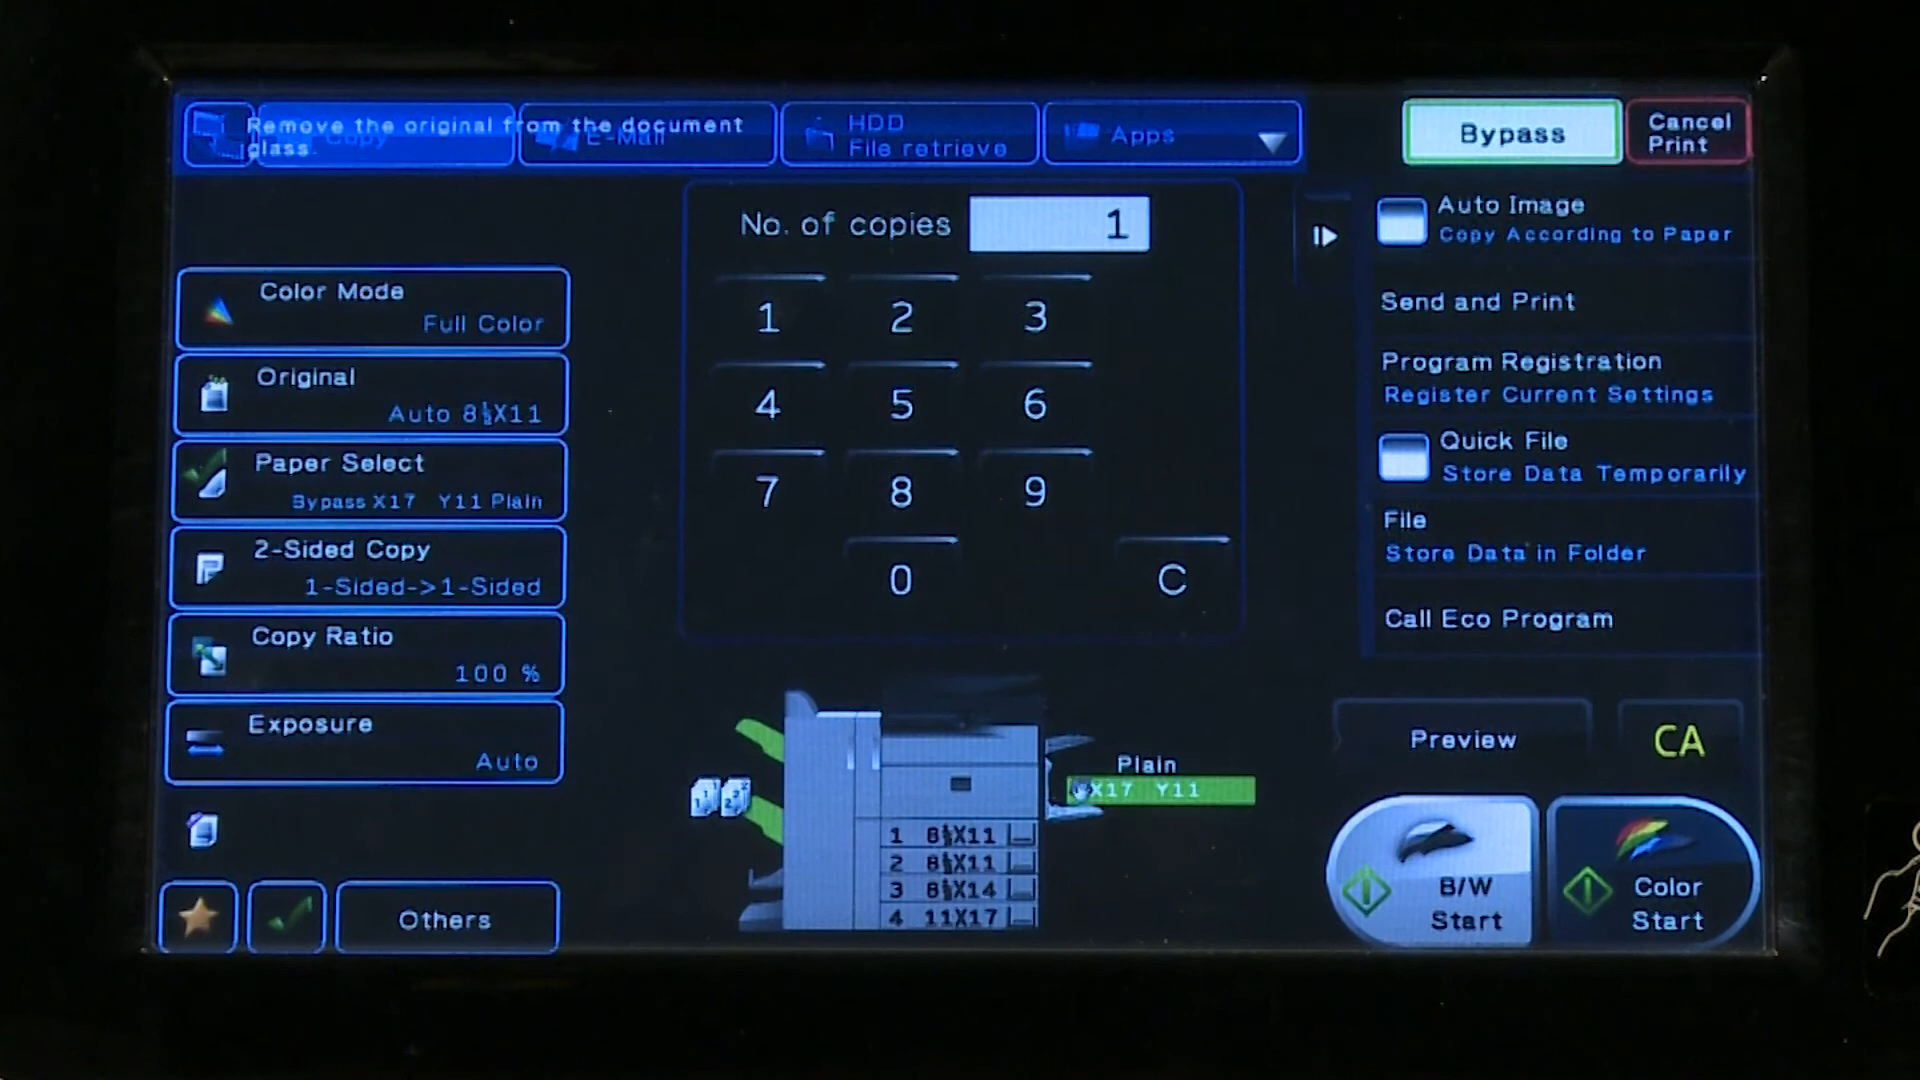 Remove the original from the document
glass.
Copy
E-Mail
HDD
File retrieve
Apps
Bypass
Cancel
Print
No. of copies 1
Auto Image
Copy According to Paper
Color Mode
Full Color
1 2 3
Send and Print
Original
Auto 8½X11
Program Registration
Register Current Settings
4 5 6
Paper Select
Bypass X17 Y11 Plain
Quick File
Store Data Temporarily
7 8 9
2-Sided Copy
1-Sided->1-Sided
File
Store Data in Folder
0 C
Copy Ratio
100 %
Call Eco Program
Exposure
Auto
Preview
CA
Plain
X17 Y11
1 8½X11
2 8½X11
3 8½X14
4 11X17
B/W
Start
Color
Start
Others